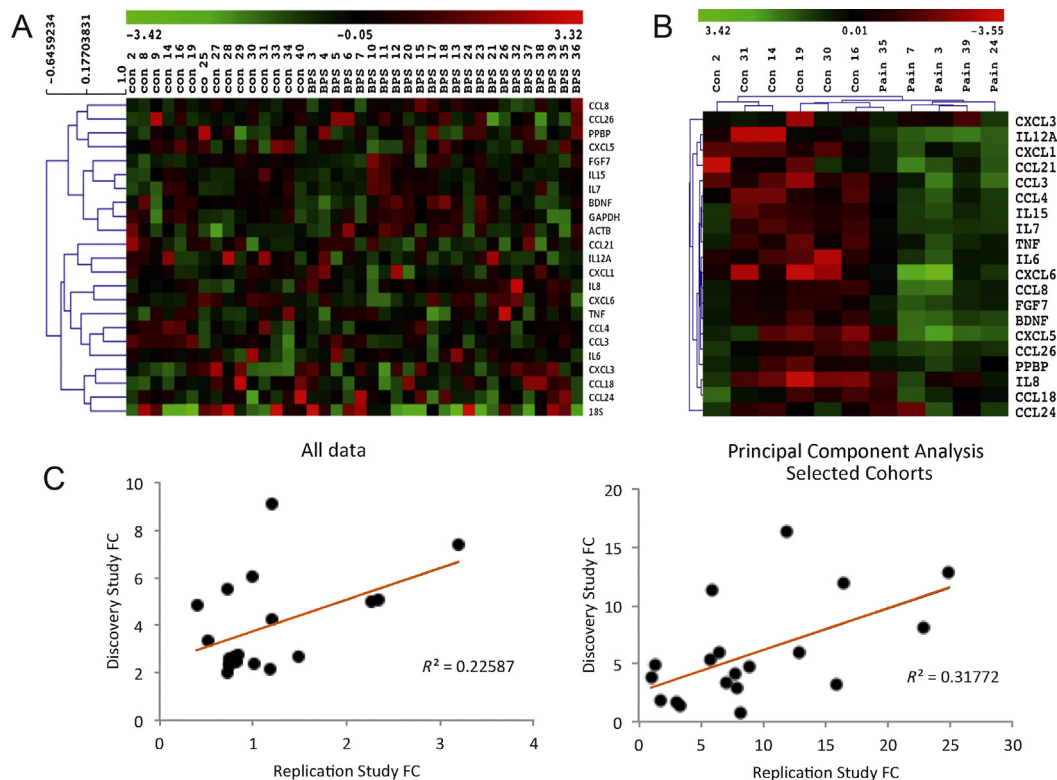 A
-3.42
-0.05
3.32
-0.6459234
0.17703831
1.0
con 2
con 8
con 9
con 14
con 16
con 19
co 25
con 27
con 28
con 29
con 30
con 31
con 33
con 34
con 40
BPS 3
BPS 4
BPS 5
BPS 6
BPS 7
BPS 10
BPS 11
BPS 12
BPS 20
BPS 15
BPS 17
BPS 18
BPS 13
BPS 23
BPS 24
BPS 21
BPS 26
BPS 32
BPS 37
BPS 38
BPS 39
BPS 35
BPS 36
CCL8
CCL26
PPBP
CXCL5
FGF7
IL15
IL7
BDNF
GAPDH
ACTB
CCL21
IL12A
CXCL1
IL8
CXCL6
TNF
CCL4
CCL3
IL6
CXCL3
CCL18
CCL24
18S
B
3.42
0.01
-3.55
Con 2
Con 31
Con 14
Con 19
Con 30
Con 16
Pain 35
Pain 7
Pain 3
Pain 39
Pain 24
CXCL3
IL12A
CXCL1
CCL21
CCL3
CCL4
IL15
IL7
TNF
IL6
CXCL6
CCL8
FGF7
BDNF
CXCL5
CCL26
PPBP
IL8
CCL18
CCL24
C
All data
Discovery Study FC
10
8
6
4
2
0
R² = 0.22587
0
1
2
3
4
Replication Study FC
Principal Component Analysis
Selected Cohorts
Discovery Study FC
20
15
10
5
0
R² = 0.31772
0
5
10
15
20
25
30
Replication Study FC